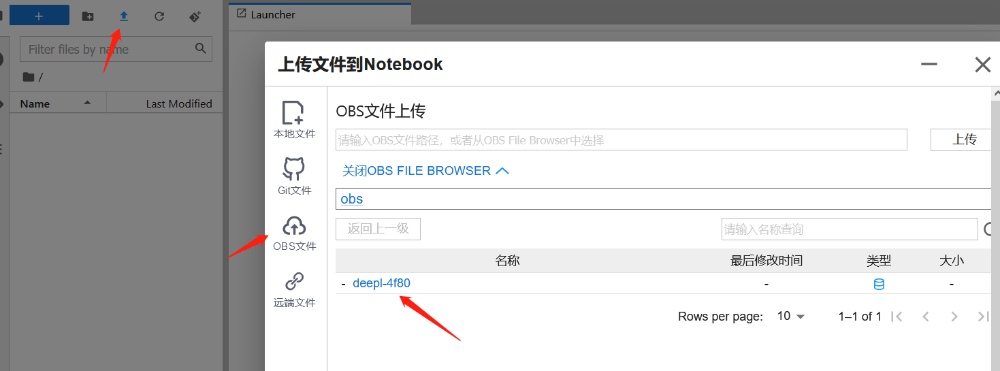 Launcher
Filter files by name
/
Name
Last Modified
上传文件到Notebook
本地文件
Git文件
OBS文件
远端文件
OBS文件上传
请输入OBS文件路径，或者从OBS File Browser中选择
上传
关闭OBS FILE BROWSER
obs
返回上一级
请输入名称查询
名称 最后修改时间 类型 大小
- deepl-4f80 - -
Rows per page: 10 1–1 of 1